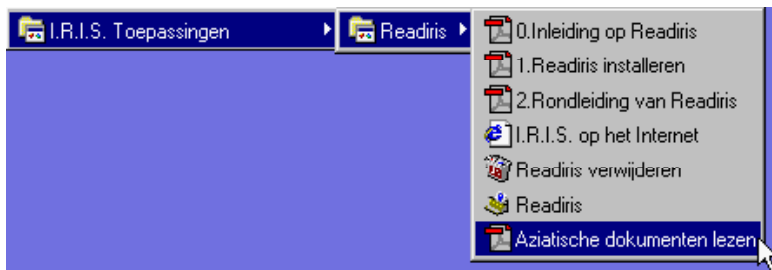 I.R.I.S. Toepassingen
Readiris
0.Inleiding op Readiris
1.Readiris installeren
2.Rondleiding van Readiris
I.R.I.S. op het Internet
Readiris verwijderen
Readiris
Aziatische dokumenten lezen